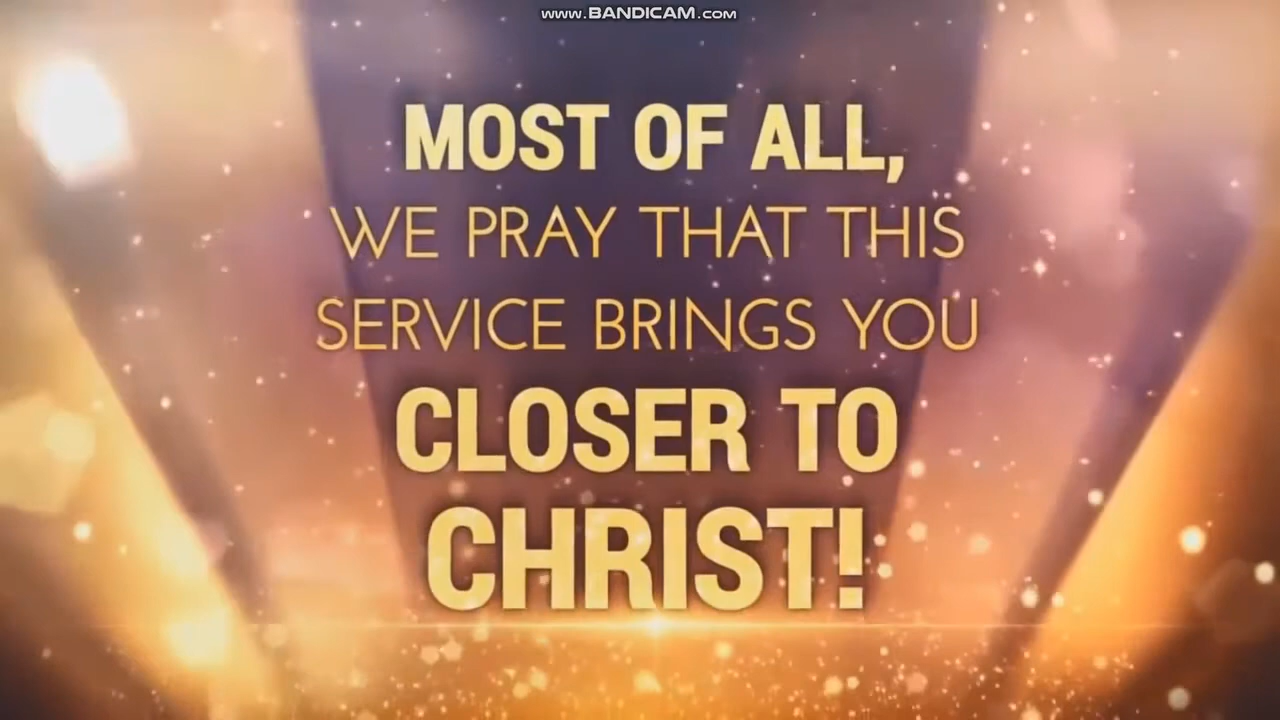 www.BANDICAM.com
MOST OF ALL,
WE PRAY THAT THIS
SERVICE BRINGS YOU
CLOSER TO
CHRIST!